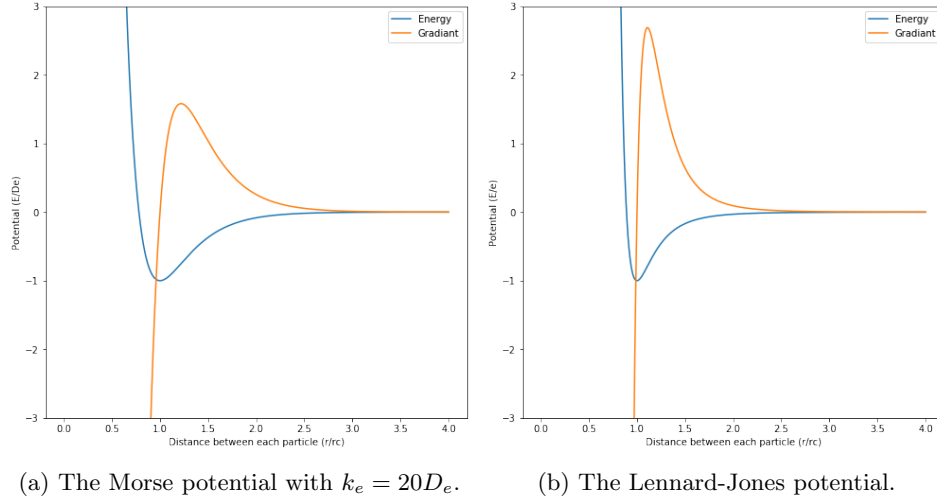 Energy
Gradiant
3
2
1
0
−1
−2
−3
Potential (E/De)
0.0 0.5 1.0 1.5 2.0 2.5 3.0 3.5 4.0
Distance between each particle (r/rc)
(a) The Morse potential with kₑ = 20Dₑ.
Energy
Gradiant
3
2
1
0
−1
−2
−3
Potential (E/e)
0.0 0.5 1.0 1.5 2.0 2.5 3.0 3.5 4.0
Distance between each particle (r/rc)
(b) The Lennard-Jones potential.